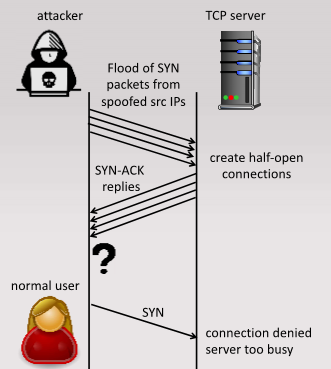 attacker
TCP server
Flood of SYN
packets from
spoofed src IPs
create half-open
connections
SYN-ACK
replies
?
normal user
SYN
connection denied
server too busy